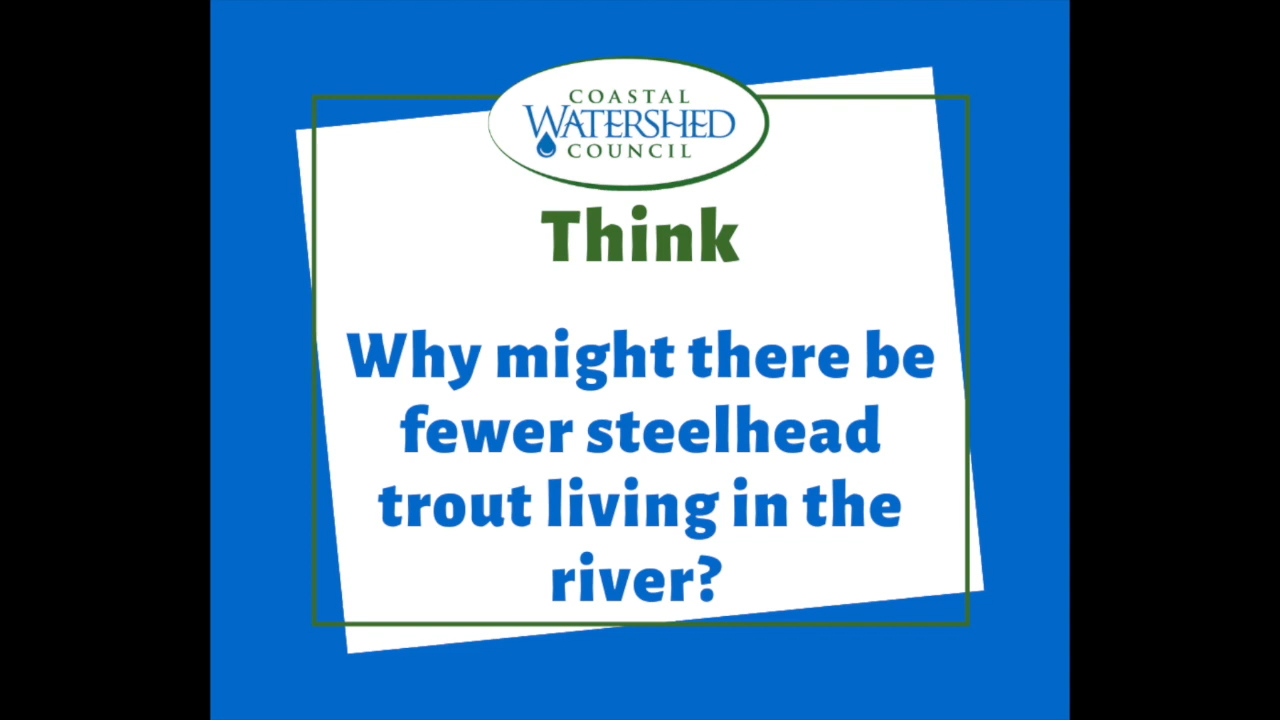 COASTAL
WATERSHED
COUNCIL
Think
Why might there be
fewer steelhead
trout living in the
river?